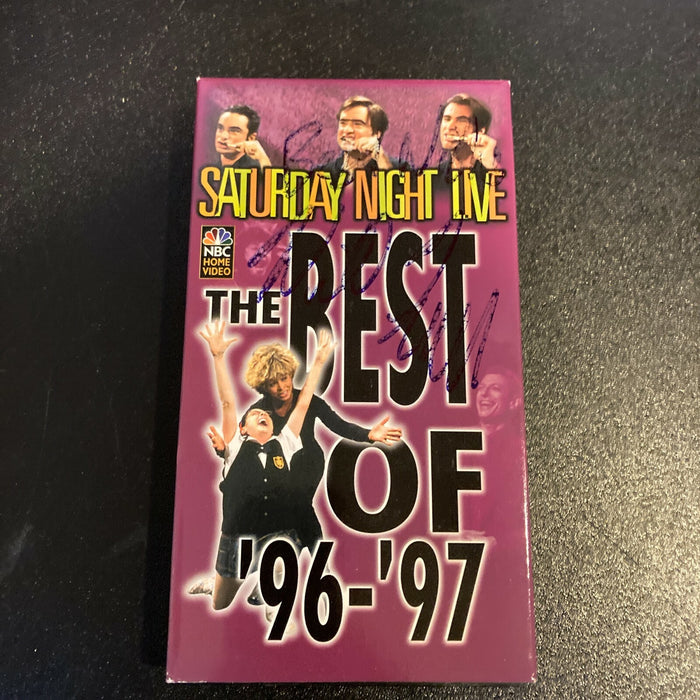 SATURDAY NIGHT LIVE
NBC
HOME
VIDEO
THE BEST
OF
'96-'97